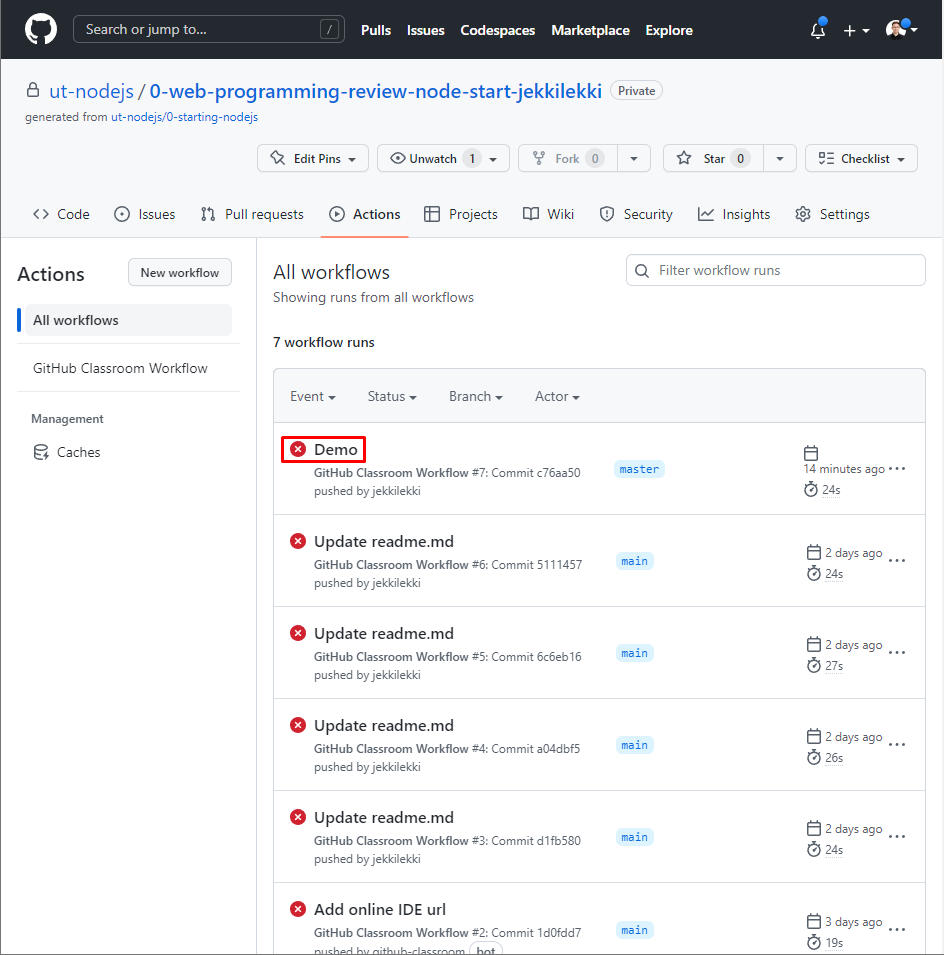 Search or jump to... /
Pulls Issues Codespaces Marketplace Explore
ut-nodejs / 0-web-programming-review-node-start-jekkilekki Private
generated from ut-nodejs/0-starting-nodejs
Edit Pins Unwatch 1 Fork 0 Star 0 Checklist
Code Issues Pull requests Actions Projects Wiki Security Insights Settings
Actions
New workflow
All workflows
GitHub Classroom Workflow
Management
Caches
All workflows
Showing runs from all workflows
Filter workflow runs
7 workflow runs
Event Status Branch Actor
Demo
GitHub Classroom Workflow #7: Commit c76aa50
pushed by jekkilekki
master
14 minutes ago
24s
Update readme.md
GitHub Classroom Workflow #6: Commit 5111457
pushed by jekkilekki
main
2 days ago
24s
Update readme.md
GitHub Classroom Workflow #5: Commit 6c6eb16
pushed by jekkilekki
main
2 days ago
27s
Update readme.md
GitHub Classroom Workflow #4: Commit a04dbf5
pushed by jekkilekki
main
2 days ago
26s
Update readme.md
GitHub Classroom Workflow #3: Commit d1fb580
pushed by jekkilekki
main
2 days ago
24s
Add online IDE url
GitHub Classroom Workflow #2: Commit 1d0fdd7
pushed by github-classroom bot
main
3 days ago
19s